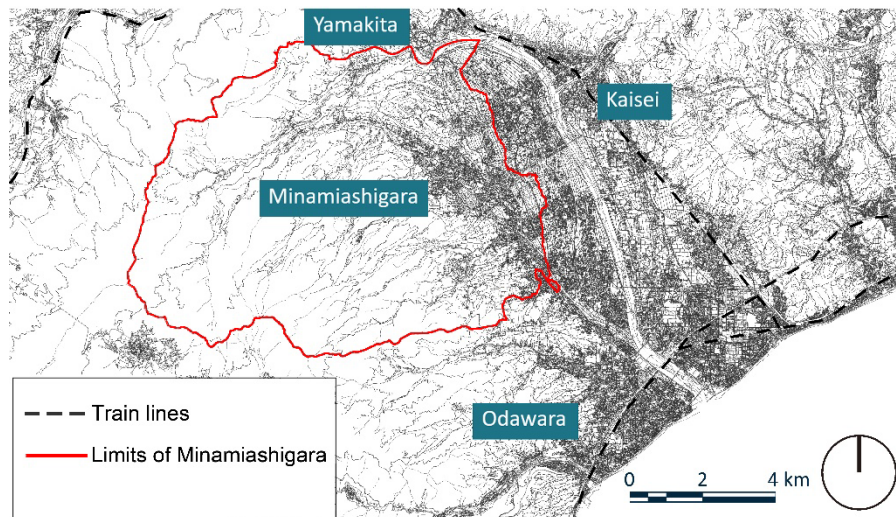 Yamakita
Kaisei
Minamiashigara
Odawara
Train lines
Limits of Minamiashigara
0 2 4 km